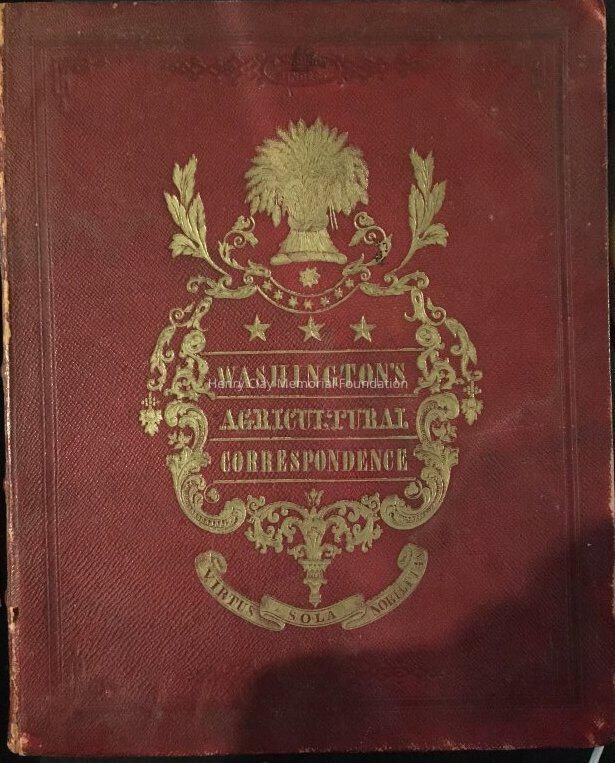 WASHINGTON'S
Henry Clay Memorial Foundation
AGRICULTURAL
CORRESPONDENCE
VIRTUS SOLA NOBILITAS